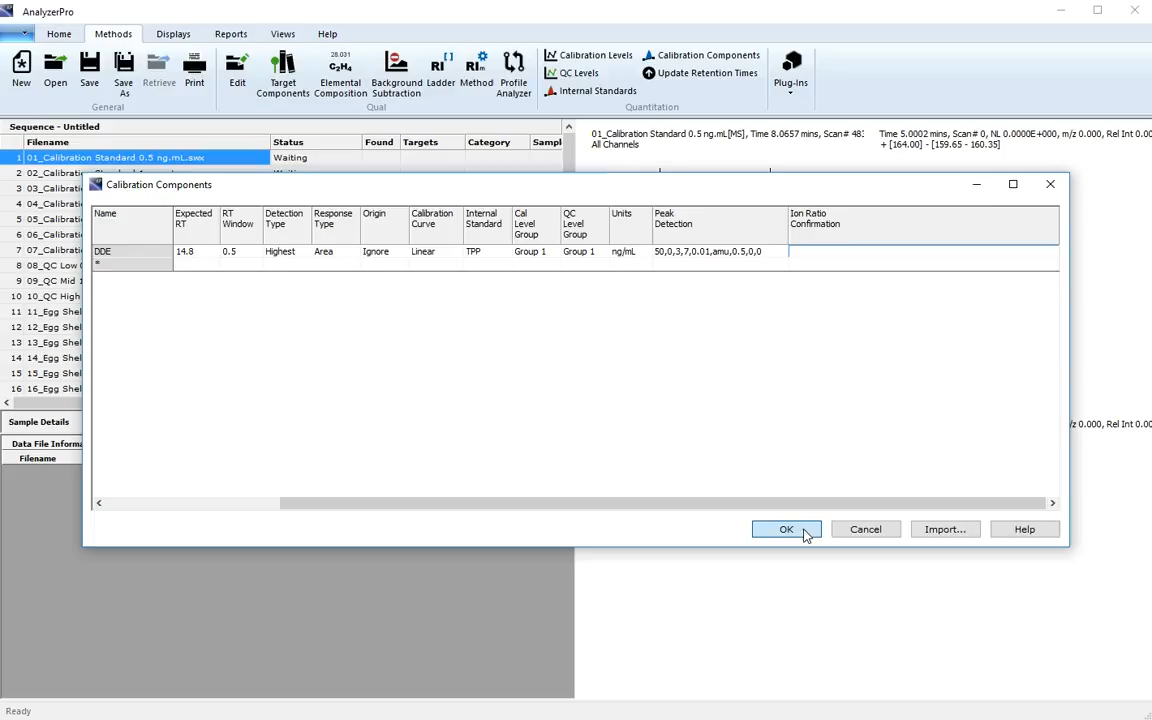 AnalyzerPro
Home Methods Displays Reports Views Help
28.031
C₂H₄
RI RIm
New Open Save Save As Retrieve Print
General
Edit Target Components Elemental Composition Background Subtraction Ladder Method Profile Analyzer
Qual
Calibration Levels Calibration Components
QC Levels Update Retention Times
Internal Standards
Quantitation
Plug-Ins
Sequence - Untitled
Filename Status Found Targets Category Sampl
1 01_Calibration Standard 0.5 ng.mL.swx Waiting
2 02_Calibra
3 03_Calibr
4 04_Calibr
5 05_Calibr
6 06_Calibr
7 07_Calibr
8 08_QC Low
9 09_QC Mid
10 10_QC High
11 11_Egg Shel
12 12_Egg Shel
13 13_Egg Shel
14 14_Egg Shel
15 15_Egg Shel
16 16_Egg Shel
Sample Details
Data File Informa
Filename
01_Calibration Standard 0.5 ng.mL[MS], Time 8.0657 mins, Scan# 483
All Channels
Time 5.0002 mins, Scan# 0, NL 0.0000E+000, m/z 0.000, Rel Int 0.00
+ [164.00] - [159.65 - 160.35]
/z 0.000, Rel Int 0.00
Calibration Components
Name Expected RT RT Window Detection Type Response Type Origin Calibration Curve Internal Standard Cal Level Group QC Level Group Units Peak Detection Ion Ratio Confirmation
DDE 14.8 0.5 Highest Area Ignore Linear TPP Group 1 Group 1 ng/mL 50,0,3,7,0.01,amu,0.5,0,0
*
OK Cancel Import... Help
Ready